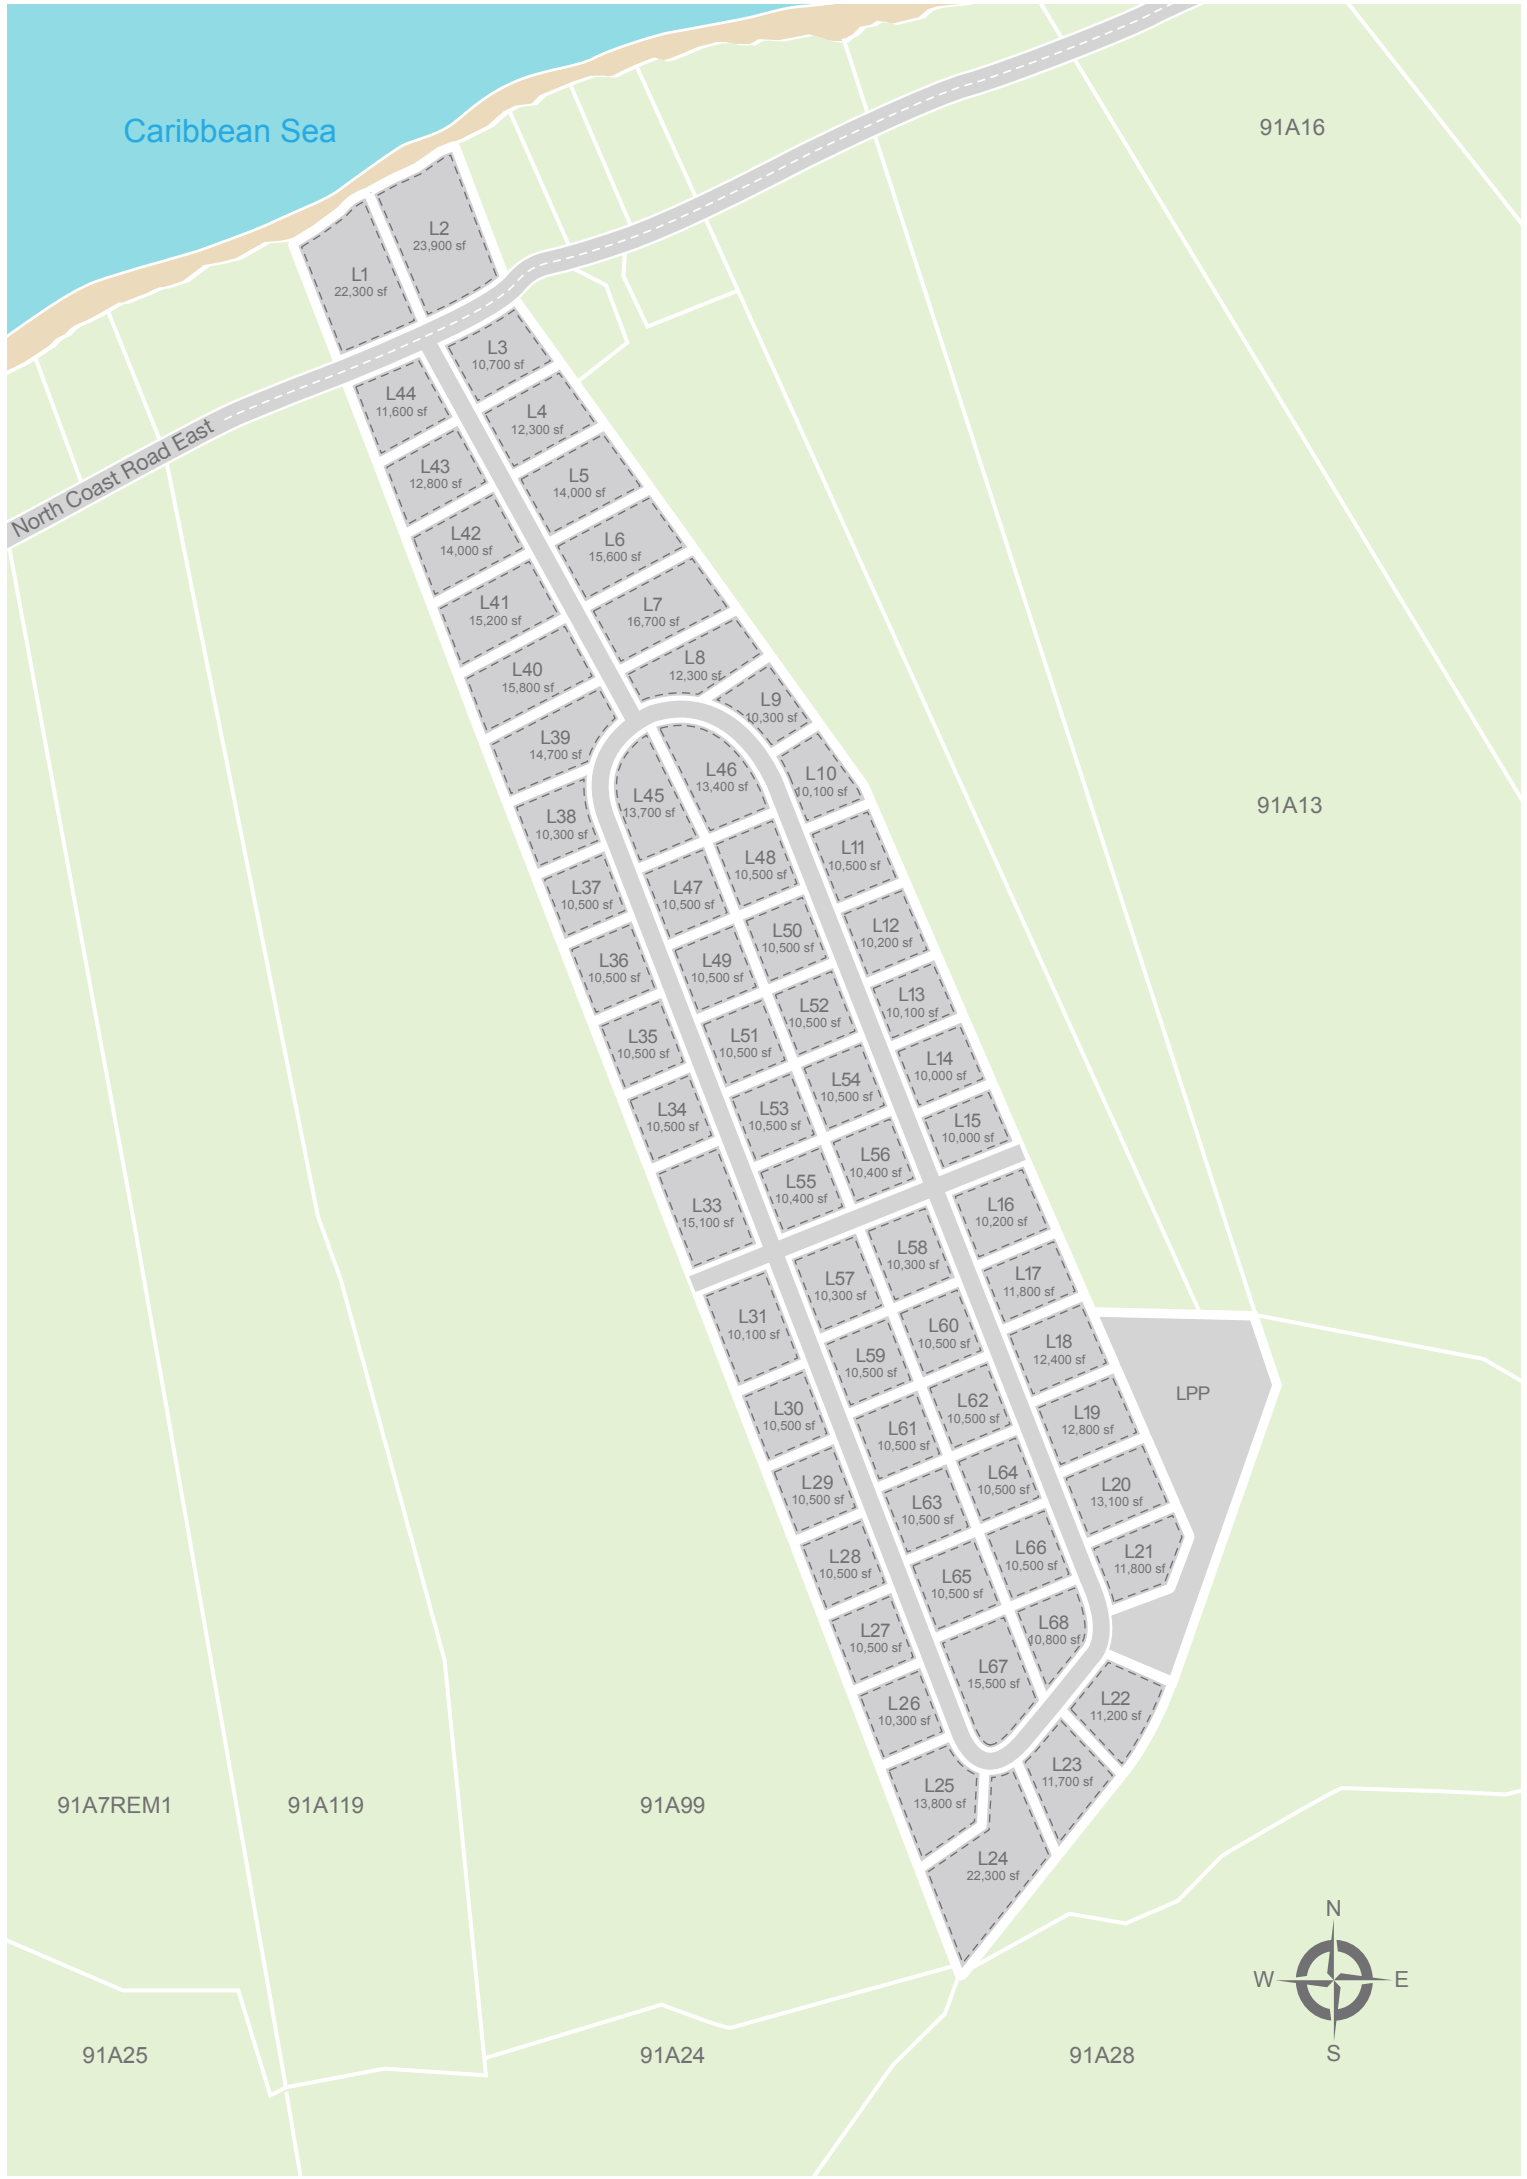 Caribbean Sea
91A16
L2
23,900 sf
L1
22,300 sf
L3
10,700 sf
L44
11,600 sf
L4
12,300 sf
North Coast Road East
L43
12,800 sf
L5
14,000 sf
L42
14,000 sf
L6
15,600 sf
L41
15,200 sf
L7
16,700 sf
L40
15,800 sf
L8
12,300 sf
L9
10,300 sf
L39
14,700 sf
L46
13,400 sf
L10
10,100 sf
L45
13,700 sf
91A13
L38
10,300 sf
L11
10,500 sf
L48
10,500 sf
L37
10,500 sf
L47
10,500 sf
L12
10,200 sf
L50
10,500 sf
L36
10,500 sf
L49
10,500 sf
L13
10,100 sf
L52
10,500 sf
L35
10,500 sf
L51
10,500 sf
L14
10,000 sf
L54
10,500 sf
L34
10,500 sf
L53
10,500 sf
L15
10,000 sf
L56
10,400 sf
L55
10,400 sf
L33
15,100 sf
L16
10,200 sf
L58
10,300 sf
L57
10,300 sf
L17
11,800 sf
L31
10,100 sf
L60
10,500 sf
L18
12,400 sf
L59
10,500 sf
LPP
L30
10,500 sf
L62
10,500 sf
L19
12,800 sf
L61
10,500 sf
L29
10,500 sf
L64
10,500 sf
L20
13,100 sf
L63
10,500 sf
L28
10,500 sf
L66
10,500 sf
L21
11,800 sf
L65
10,500 sf
L27
10,500 sf
L68
10,800 sf
L67
15,500 sf
L26
10,300 sf
L22
11,200 sf
L23
11,700 sf
L25
13,800 sf
91A7REM1
91A119
91A99
L24
22,300 sf
N
W
E
S
91A25
91A24
91A28